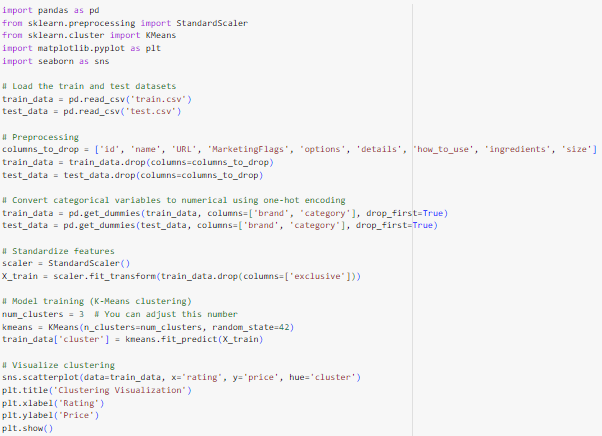 import pandas as pd
from sklearn.preprocessing import StandardScaler
from sklearn.cluster import KMeans
import matplotlib.pyplot as plt
import seaborn as sns

# Load the train and test datasets
train_data = pd.read_csv('train.csv')
test_data = pd.read_csv('test.csv')

# Preprocessing
columns_to_drop = ['id', 'name', 'URL', 'MarketingFlags', 'options', 'details', 'how_to_use', 'ingredients', 'size']
train_data = train_data.drop(columns=columns_to_drop)
test_data = test_data.drop(columns=columns_to_drop)

# Convert categorical variables to numerical using one-hot encoding
train_data = pd.get_dummies(train_data, columns=['brand', 'category'], drop_first=True)
test_data = pd.get_dummies(test_data, columns=['brand', 'category'], drop_first=True)

# Standardize features
scaler = StandardScaler()
X_train = scaler.fit_transform(train_data.drop(columns=['exclusive']))

# Model training (K-Means clustering)
num_clusters = 3  # You can adjust this number
kmeans = KMeans(n_clusters=num_clusters, random_state=42)
train_data['cluster'] = kmeans.fit_predict(X_train)

# Visualize clustering
sns.scatterplot(data=train_data, x='rating', y='price', hue='cluster')
plt.title('Clustering Visualization')
plt.xlabel('Rating')
plt.ylabel('Price')
plt.show()